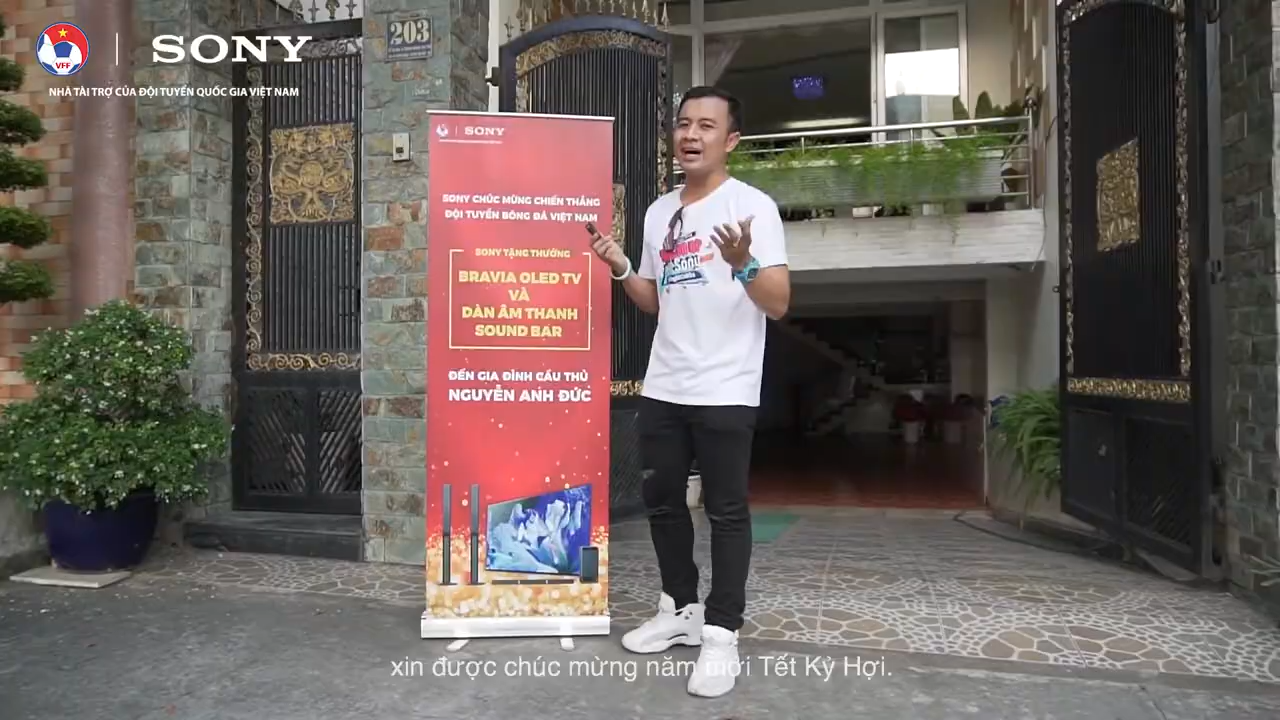 VFF
SONY
NHÀ TÀI TRỢ CỦA ĐỘI TUYỂN QUỐC GIA VIỆT NAM
203
SONY
SONY CHÚC MỪNG CHIẾN THẮNG
ĐỘI TUYỂN BÓNG ĐÁ VIỆT NAM
SONY TẶNG THƯỞNG
BRAVIA OLED TV
VÀ
DÀN ÂM THANH
SOUND BAR
ĐẾN GIA ĐÌNH CẦU THỦ
NGUYỄN ANH ĐỨC
Sony
xin được chúc mừng năm mới Tết Kỷ Hợi.